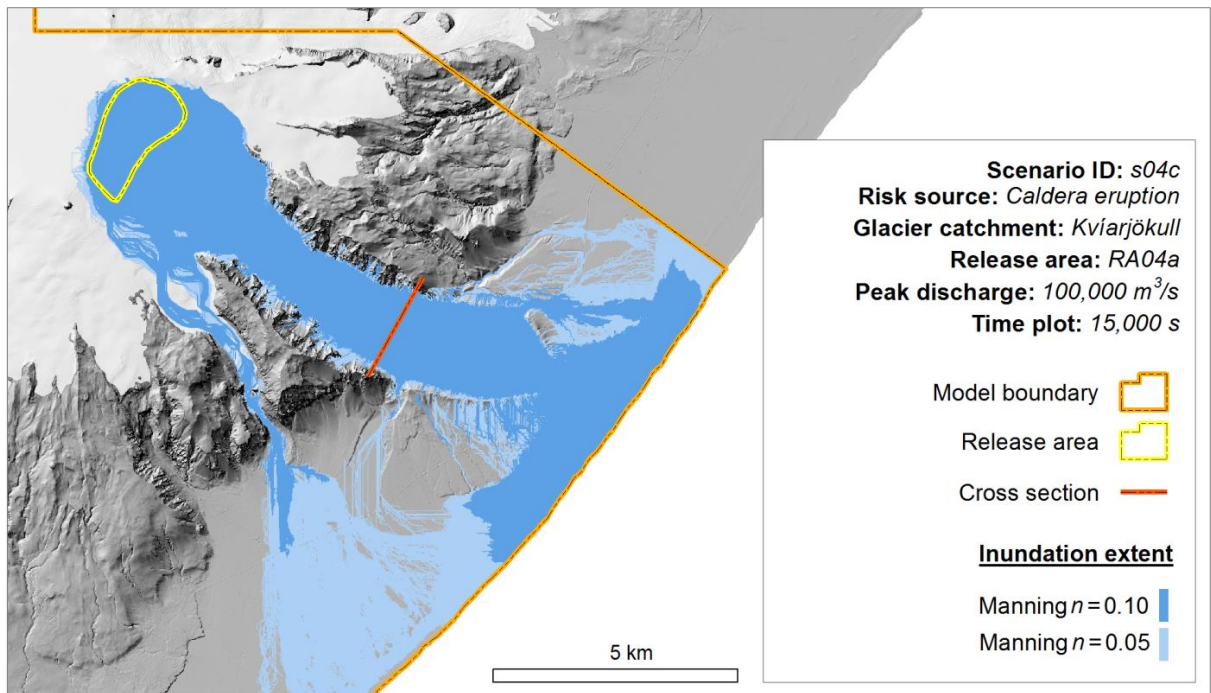 Scenario ID: s04c
Risk source: Caldera eruption
Glacier catchment: Kvíarjökull
Release area: RA04a
Peak discharge: 100,000 m³/s
Time plot: 15,000 s
Model boundary
Release area
Cross section
Inundation extent
Manning n = 0.10
Manning n = 0.05
5 km